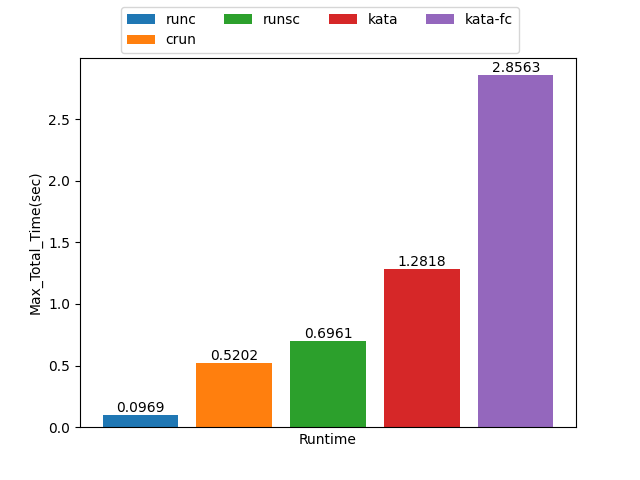 runc runsc kata kata-fc
crun
2.8563
2.5
2.0
1.5
1.2818
1.0
0.6961
0.5202
0.5
0.0969
0.0
Max_Total_Time(sec)
Runtime